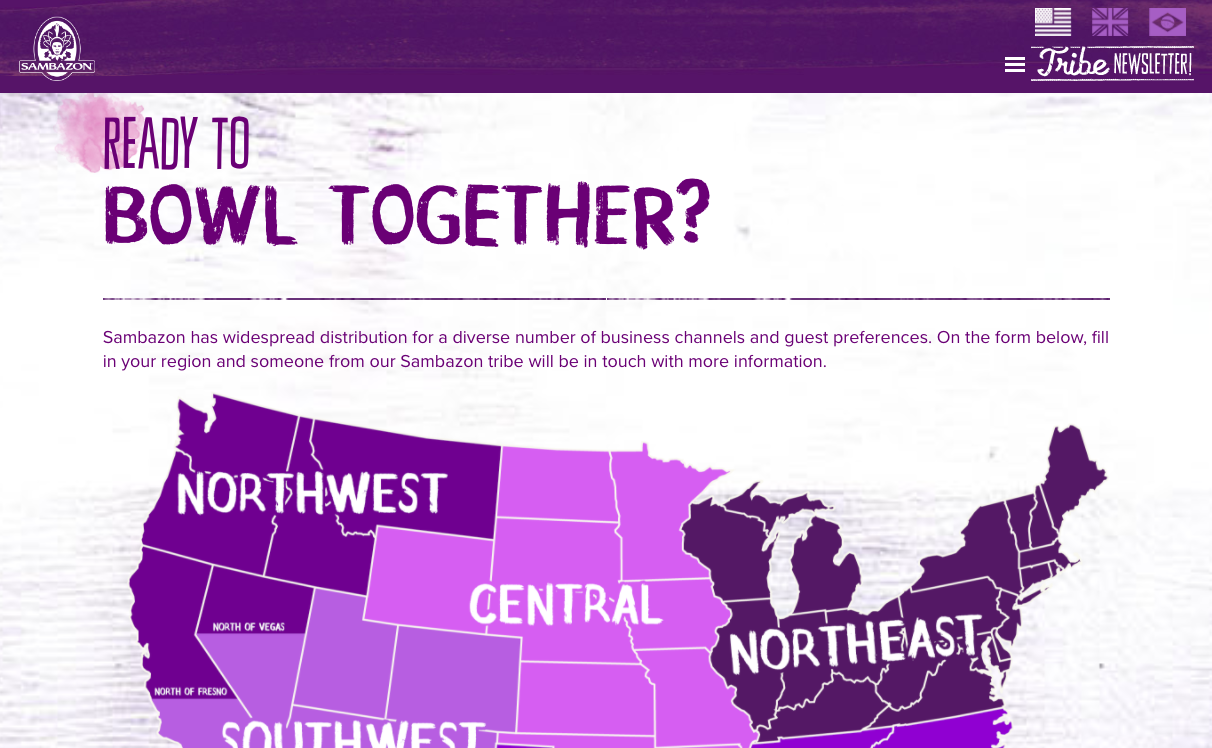 SAMBAZON
Tribe NEWSLETTER!
READY TO
BOWL TOGETHER?
Sambazon has widespread distribution for a diverse number of business channels and guest preferences. On the form below, fill
in your region and someone from our Sambazon tribe will be in touch with more information.
NORTHWEST
CENTRAL
NORTH OF VEGAS
NORTHEAST
NORTH OF FRESNO
SOUTHWEST